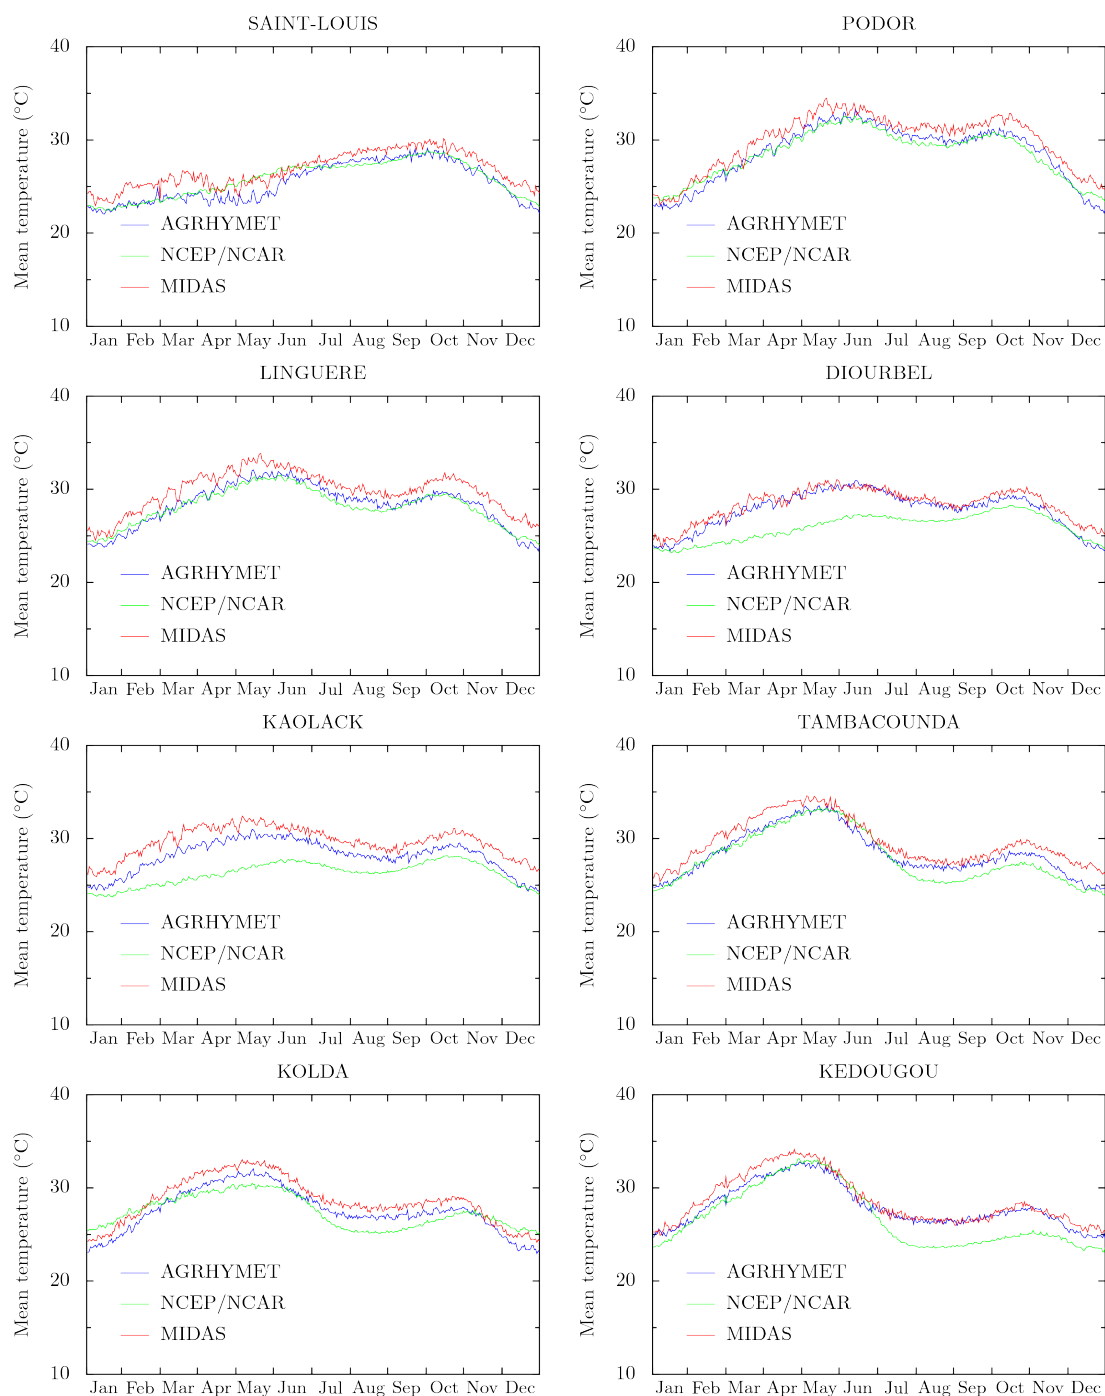 SAINT-LOUIS
Mean temperature (°C)
40
30
20
10
AGRHYMET
NCEP/NCAR
MIDAS
Jan Feb Mar Apr May Jun Jul Aug Sep Oct Nov Dec
PODOR
Mean temperature (°C)
40
30
20
10
AGRHYMET
NCEP/NCAR
MIDAS
Jan Feb Mar Apr May Jun Jul Aug Sep Oct Nov Dec
LINGUERE
Mean temperature (°C)
40
30
20
10
AGRHYMET
NCEP/NCAR
MIDAS
Jan Feb Mar Apr May Jun Jul Aug Sep Oct Nov Dec
DIOURBEL
Mean temperature (°C)
40
30
20
10
AGRHYMET
NCEP/NCAR
MIDAS
Jan Feb Mar Apr May Jun Jul Aug Sep Oct Nov Dec
KAOLACK
Mean temperature (°C)
40
30
20
10
AGRHYMET
NCEP/NCAR
MIDAS
Jan Feb Mar Apr May Jun Jul Aug Sep Oct Nov Dec
TAMBACOUNDA
Mean temperature (°C)
40
30
20
10
AGRHYMET
NCEP/NCAR
MIDAS
Jan Feb Mar Apr May Jun Jul Aug Sep Oct Nov Dec
KOLDA
Mean temperature (°C)
40
30
20
10
AGRHYMET
NCEP/NCAR
MIDAS
Jan Feb Mar Apr May Jun Jul Aug Sep Oct Nov Dec
KEDOUGOU
Mean temperature (°C)
40
30
20
10
AGRHYMET
NCEP/NCAR
MIDAS
Jan Feb Mar Apr May Jun Jul Aug Sep Oct Nov Dec